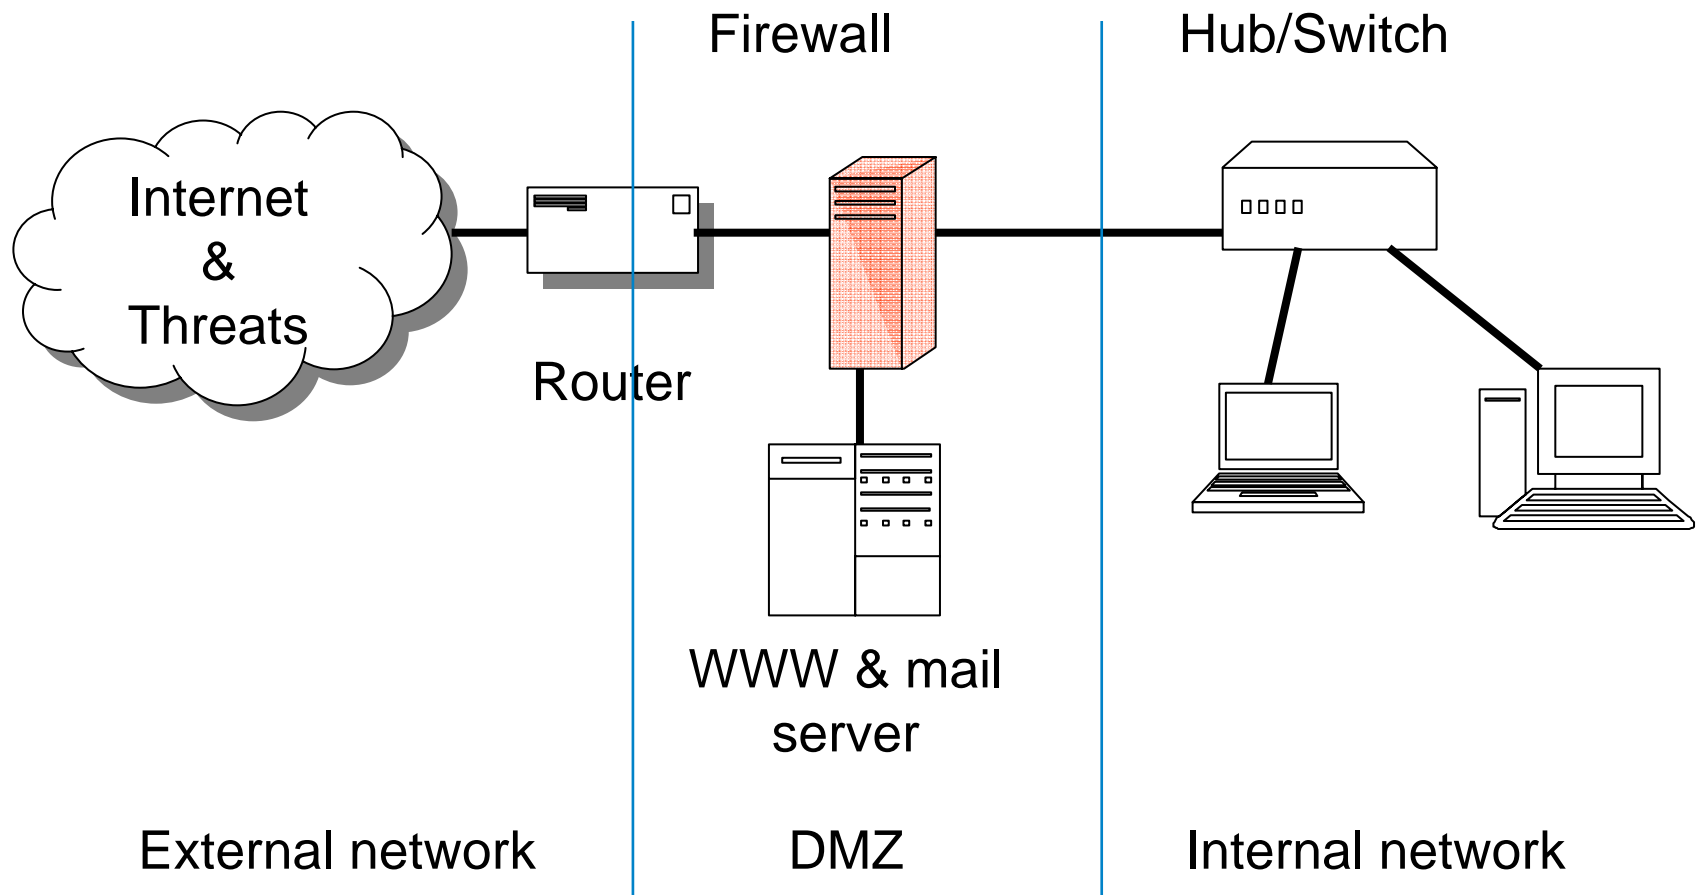 Firewall
Hub/Switch
Internet
&
Threats
Router
WWW & mail
server
External network
DMZ
Internal network